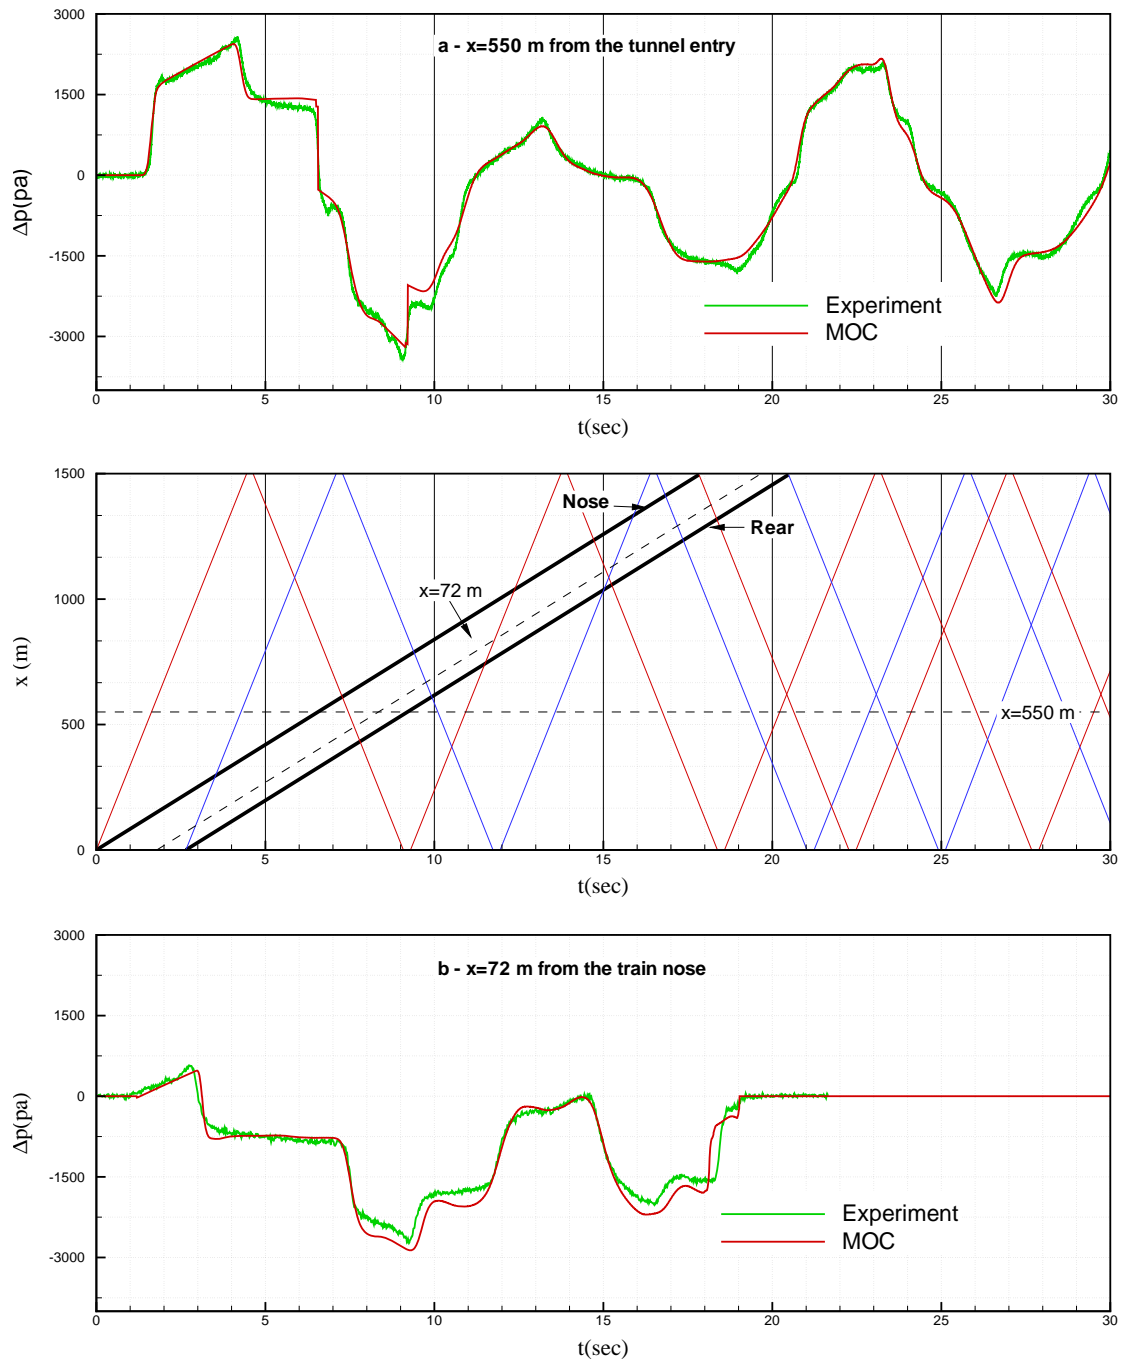 3000
a - x=550 m from the tunnel entry
1500
0
Δp(pa)
-1500
Experiment
-3000
MOC
0 5 10 15 20 25 30
t(sec)
1500
Nose
Rear
1000
x=72 m
x (m)
500
x=550 m
0
0 5 10 15 20 25 30
t(sec)
3000
b - x=72 m from the train nose
1500
0
Δp(pa)
-1500
Experiment
MOC
-3000
0 5 10 15 20 25 30
t(sec)